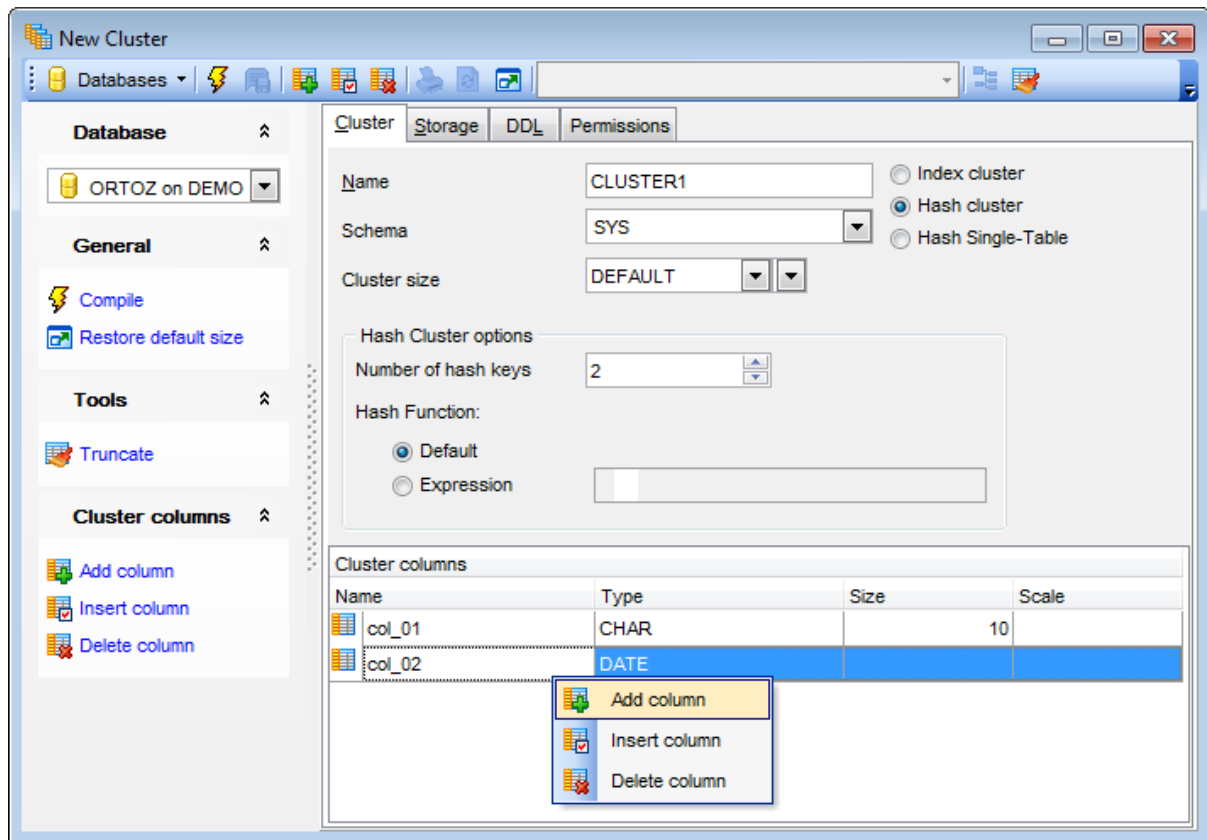 New Cluster
Databases
Database
ORTOZ on DEMO
General
Compile
Restore default size
Tools
Truncate
Cluster columns
Add column
Insert column
Delete column
Cluster Storage DDL Permissions
Name CLUSTER1
Schema SYS
Cluster size DEFAULT
Index cluster
Hash cluster
Hash Single-Table
Hash Cluster options
Number of hash keys 2
Hash Function:
Default
Expression
Cluster columns
Name Type Size Scale
col_01 CHAR 10
col_02 DATE
Add column
Insert column
Delete column